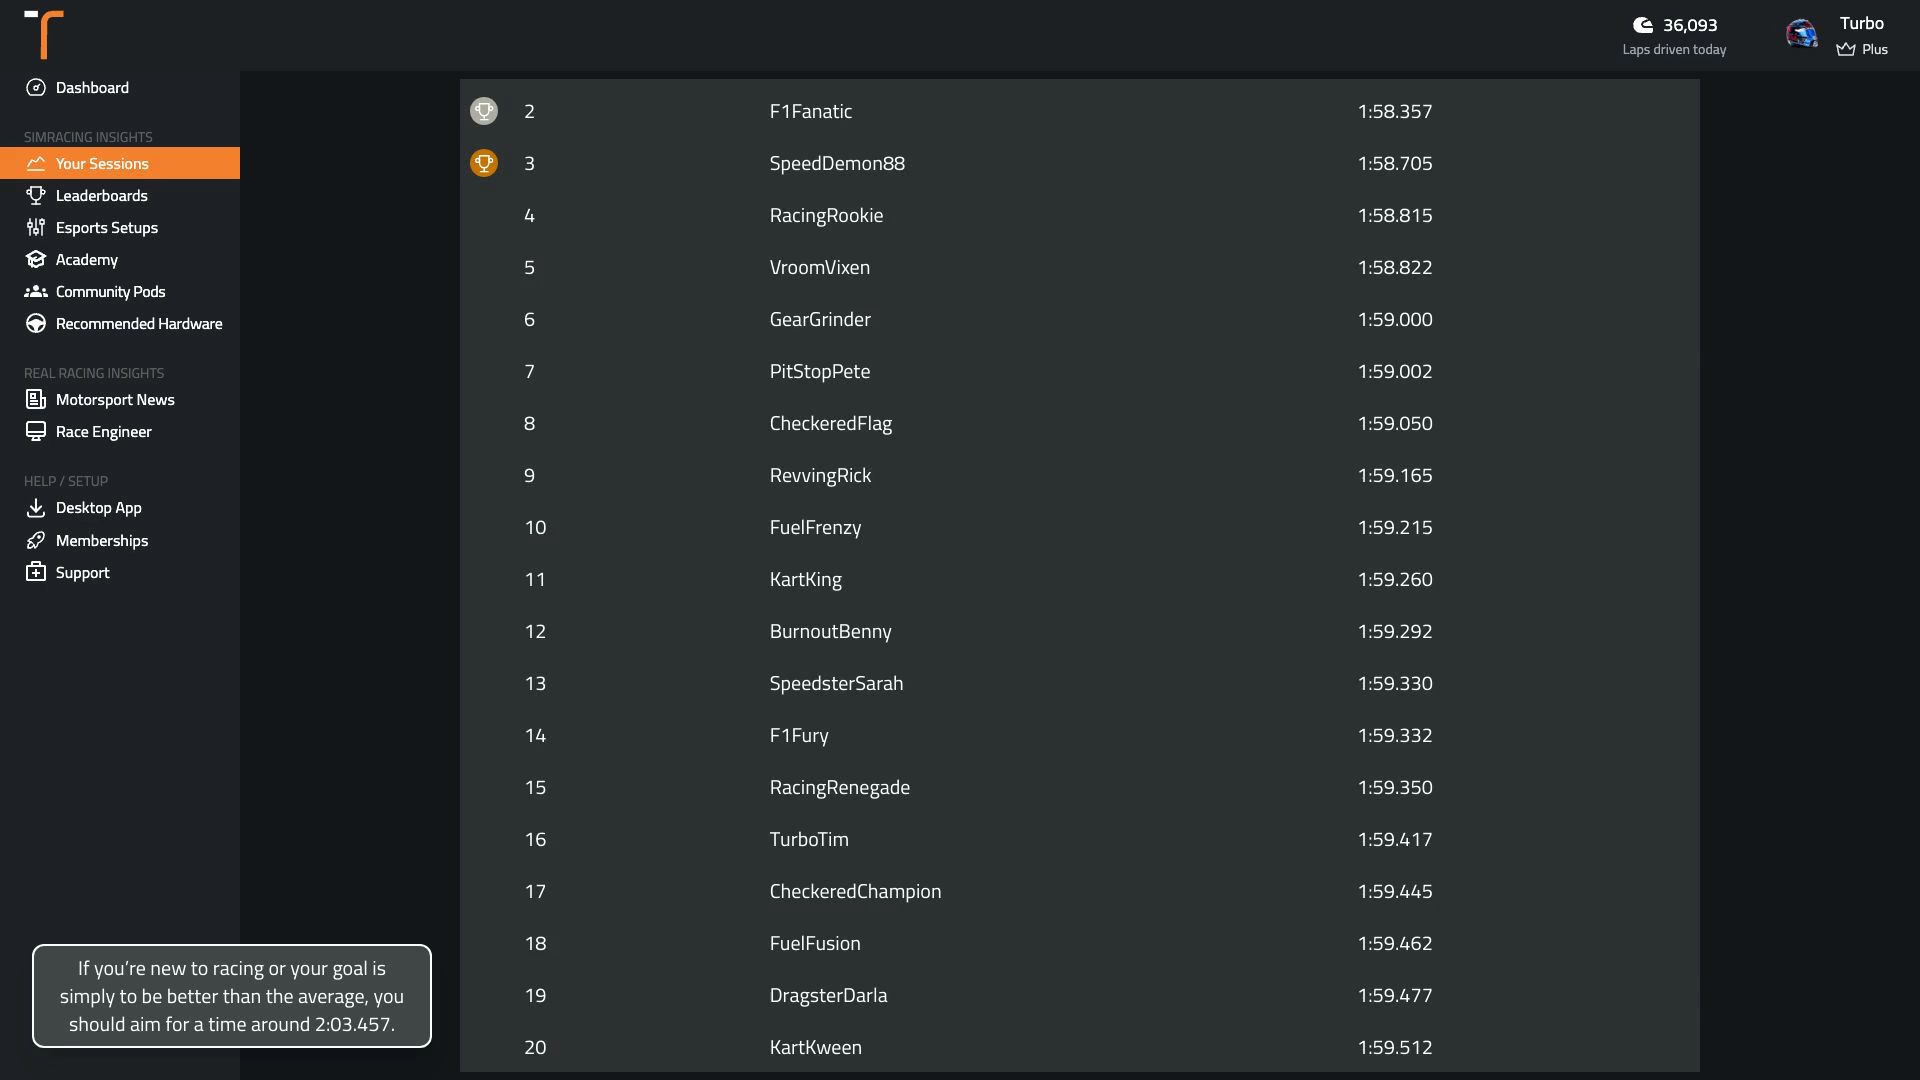 36,093
Laps driven today
Turbo
Plus
Dashboard
SIMRACING INSIGHTS
Your Sessions
Leaderboards
Esports Setups
Academy
Community Pods
Recommended Hardware
REAL RACING INSIGHTS
Motorsport News
Race Engineer
HELP / SETUP
Desktop App
Memberships
Support
2 F1Fanatic 1:58.357
3 SpeedDemon88 1:58.705
4 RacingRookie 1:58.815
5 VroomVixen 1:58.822
6 GearGrinder 1:59.000
7 PitStopPete 1:59.002
8 CheckeredFlag 1:59.050
9 RevvingRick 1:59.165
10 FuelFrenzy 1:59.215
11 KartKing 1:59.260
12 BurnoutBenny 1:59.292
13 SpeedsterSarah 1:59.330
14 F1Fury 1:59.332
15 RacingRenegade 1:59.350
16 TurboTim 1:59.417
17 CheckeredChampion 1:59.445
18 FuelFusion 1:59.462
19 DragsterDarla 1:59.477
20 KartKween 1:59.512
If you’re new to racing or your goal is
simply to be better than the average, you
should aim for a time around 2:03.457.